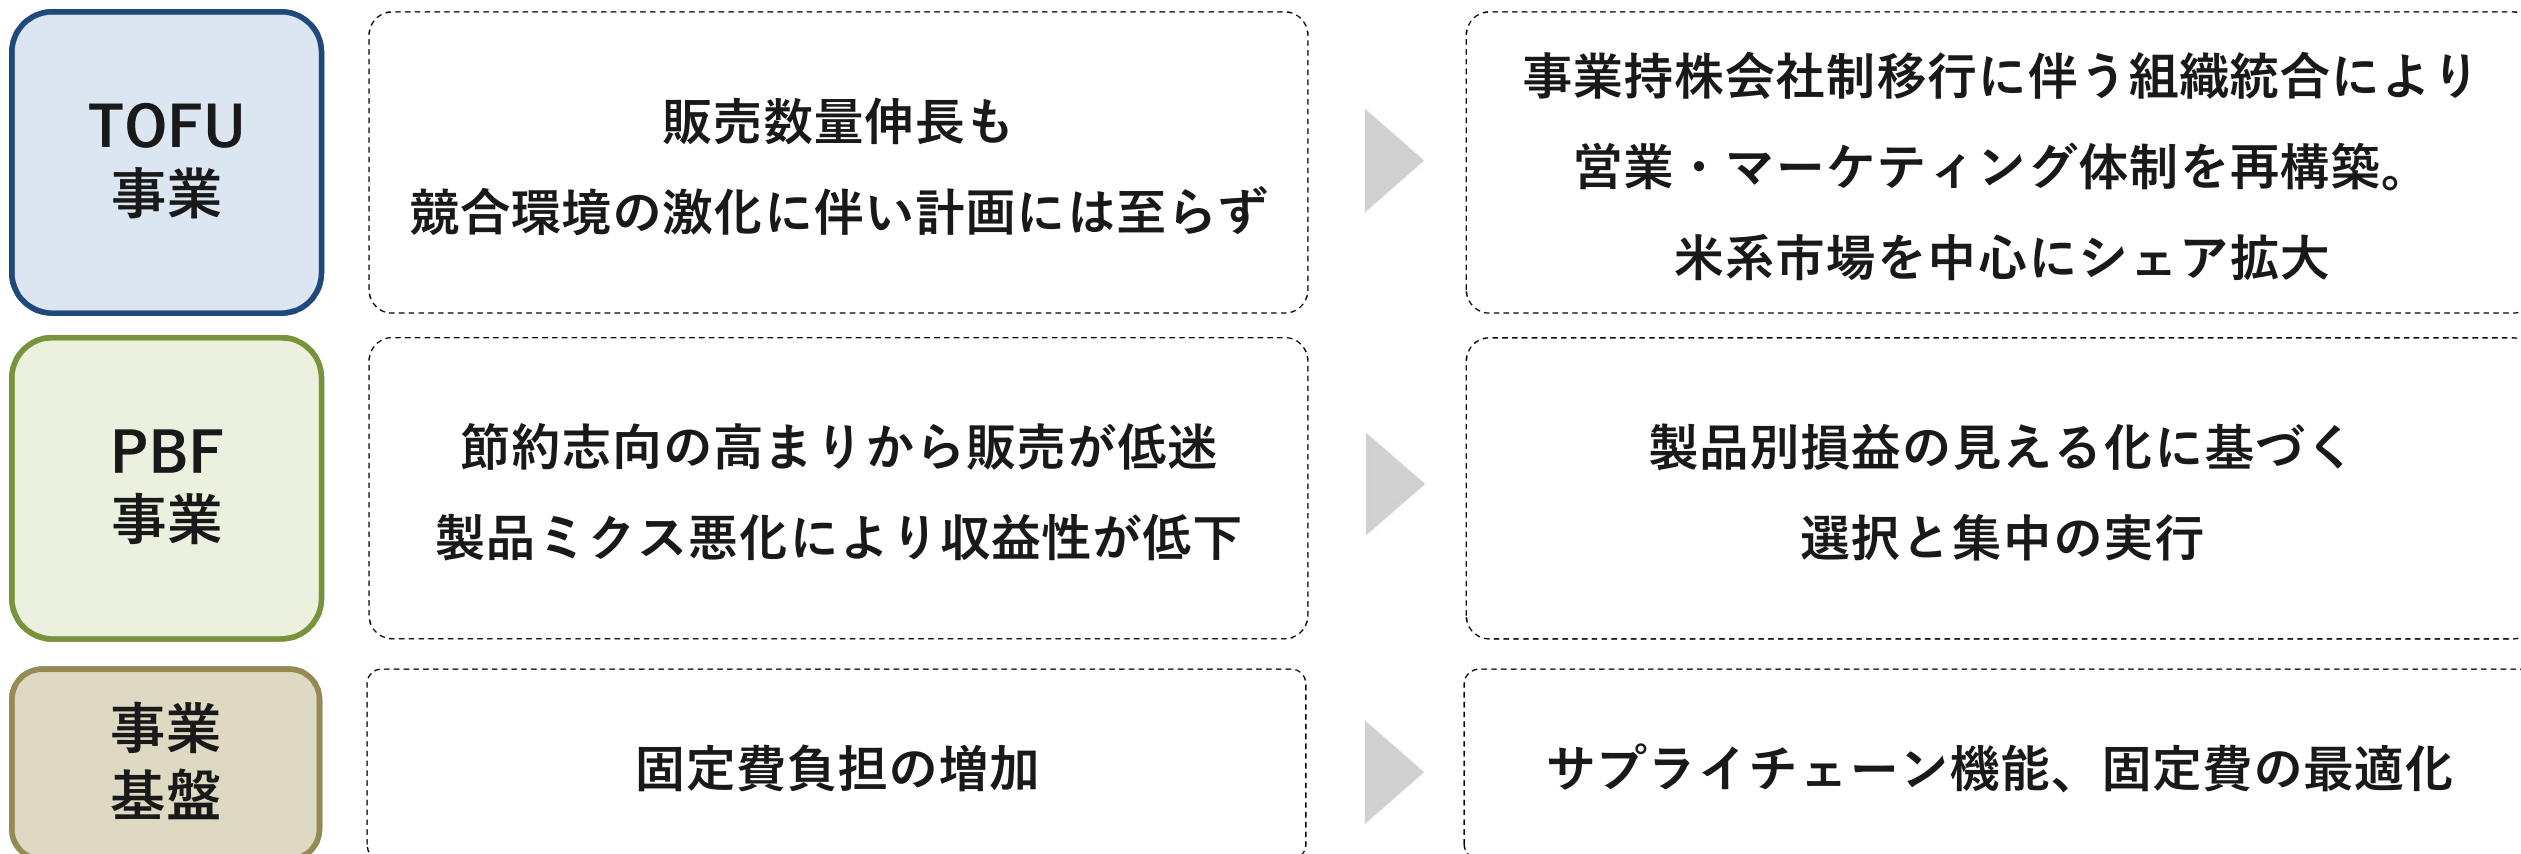 TOFU
事業
販売数量伸長も
競合環境の激化に伴い計画には至らず
事業持株会社制移行に伴う組織統合により
営業・マーケティング体制を再構築。
米系市場を中心にシェア拡大
PBF
事業
節約志向の高まりから販売が低迷
製品ミクス悪化により収益性が低下
製品別損益の見える化に基づく
選択と集中の実行
事業
基盤
固定費負担の増加
サプライチェーン機能、固定費の最適化